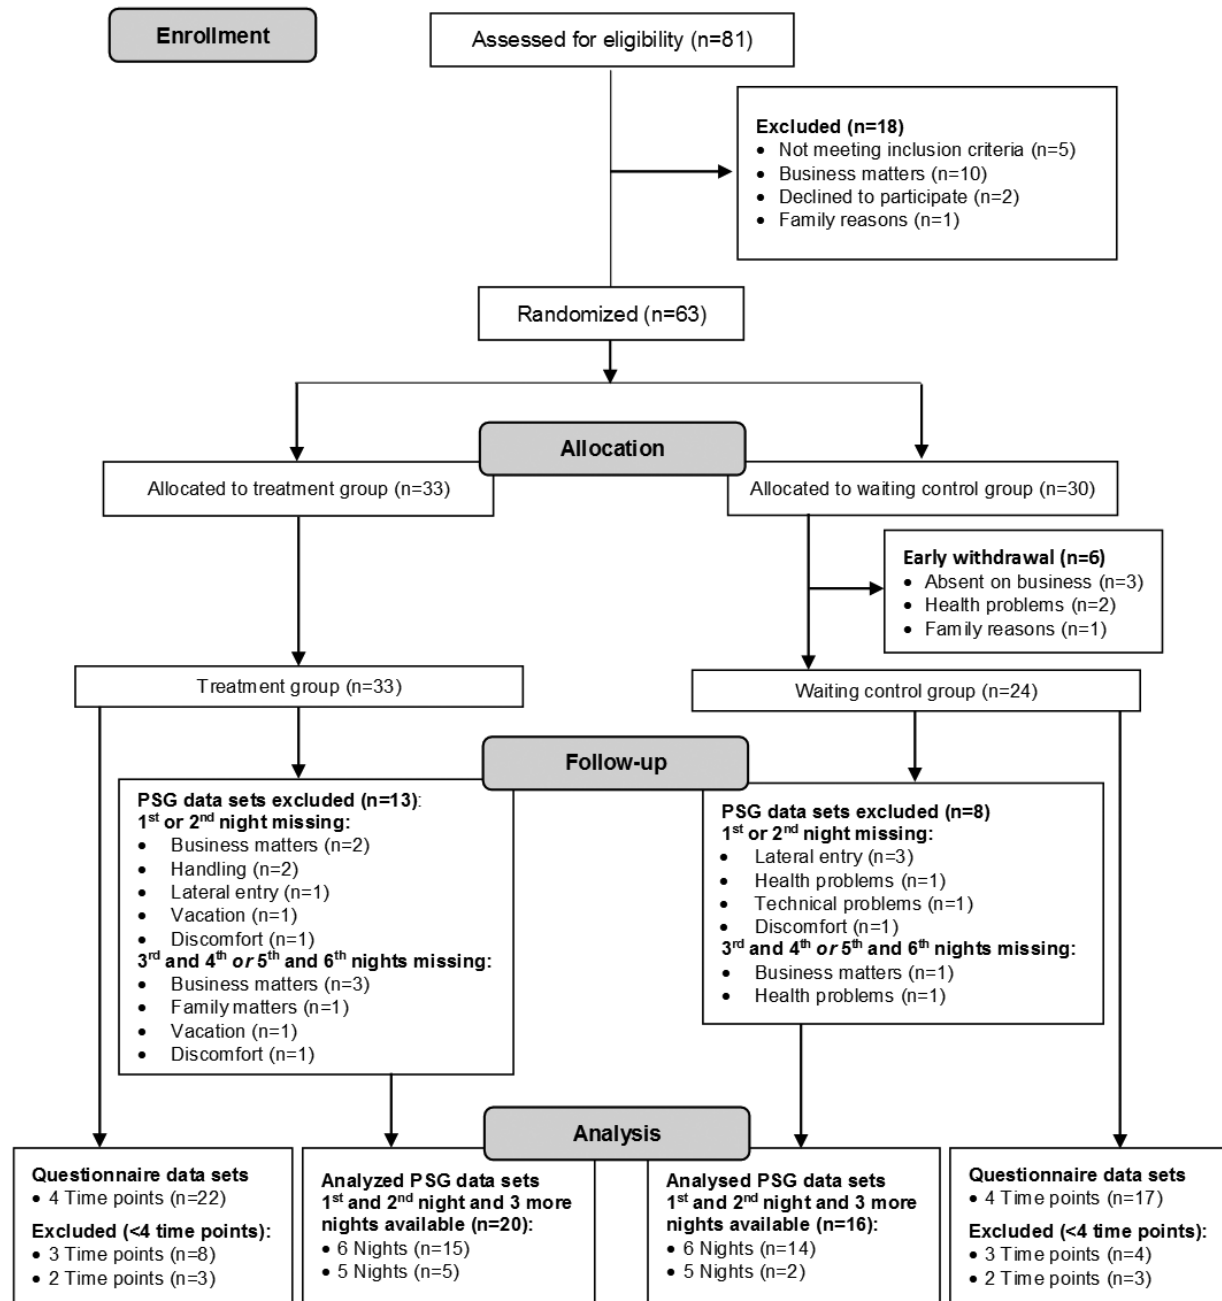 Enrollment
Assessed for eligibility (n=81)
Excluded (n=18)
• Not meeting inclusion criteria (n=5)
• Business matters (n=10)
• Declined to participate (n=2)
• Family reasons (n=1)
Randomized (n=63)
Allocation
Allocated to treatment group (n=33)
Allocated to waiting control group (n=30)
Early withdrawal (n=6)
• Absent on business (n=3)
• Health problems (n=2)
• Family reasons (n=1)
Treatment group (n=33)
Waiting control group (n=24)
Follow-up
PSG data sets excluded (n=13):
1st or 2nd night missing:
• Business matters (n=2)
• Handling (n=2)
• Lateral entry (n=1)
• Vacation (n=1)
• Discomfort (n=1)
3rd and 4th or 5th and 6th nights missing:
• Business matters (n=3)
• Family matters (n=1)
• Vacation (n=1)
• Discomfort (n=1)
PSG data sets excluded (n=8)
1st or 2nd night missing:
• Lateral entry (n=3)
• Health problems (n=1)
• Technical problems (n=1)
• Discomfort (n=1)
3rd and 4th or 5th and 6th nights missing:
• Business matters (n=1)
• Health problems (n=1)
Analysis
Questionnaire data sets
• 4 Time points (n=22)
Excluded (<4 time points):
• 3 Time points (n=8)
• 2 Time points (n=3)
Analyzed PSG data sets
1st and 2nd night and 3 more
nights available (n=20):
• 6 Nights (n=15)
• 5 Nights (n=5)
Analysed PSG data sets
1st and 2nd night and 3 more
nights available (n=16):
• 6 Nights (n=14)
• 5 Nights (n=2)
Questionnaire data sets
• 4 Time points (n=17)
Excluded (<4 time points):
• 3 Time points (n=4)
• 2 Time points (n=3)